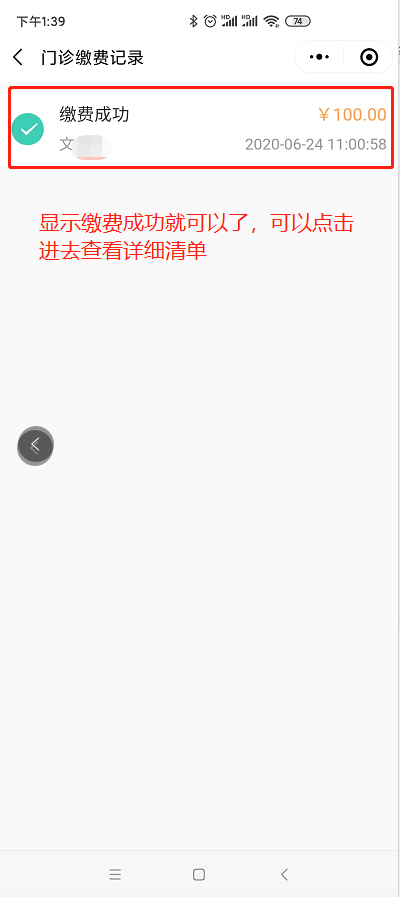 下午1:39
HD HD 74
门诊缴费记录
缴费成功
￥100.00
文
2020-06-24 11:00:58
显示缴费成功就可以了，可以点击
进去查看详细清单